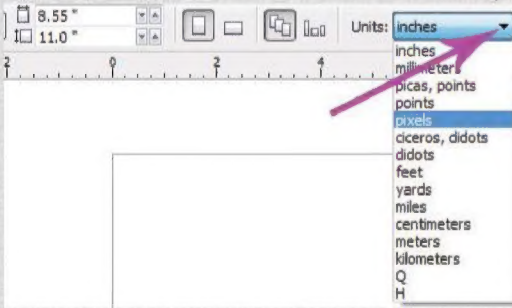 8.55 "
11.0 "
Units: inches
2 0 2 4
inches
millimeters
picas, points
points
pixels
ciceros, didots
didots
feet
yards
miles
centimeters
meters
kilometers
Q
H